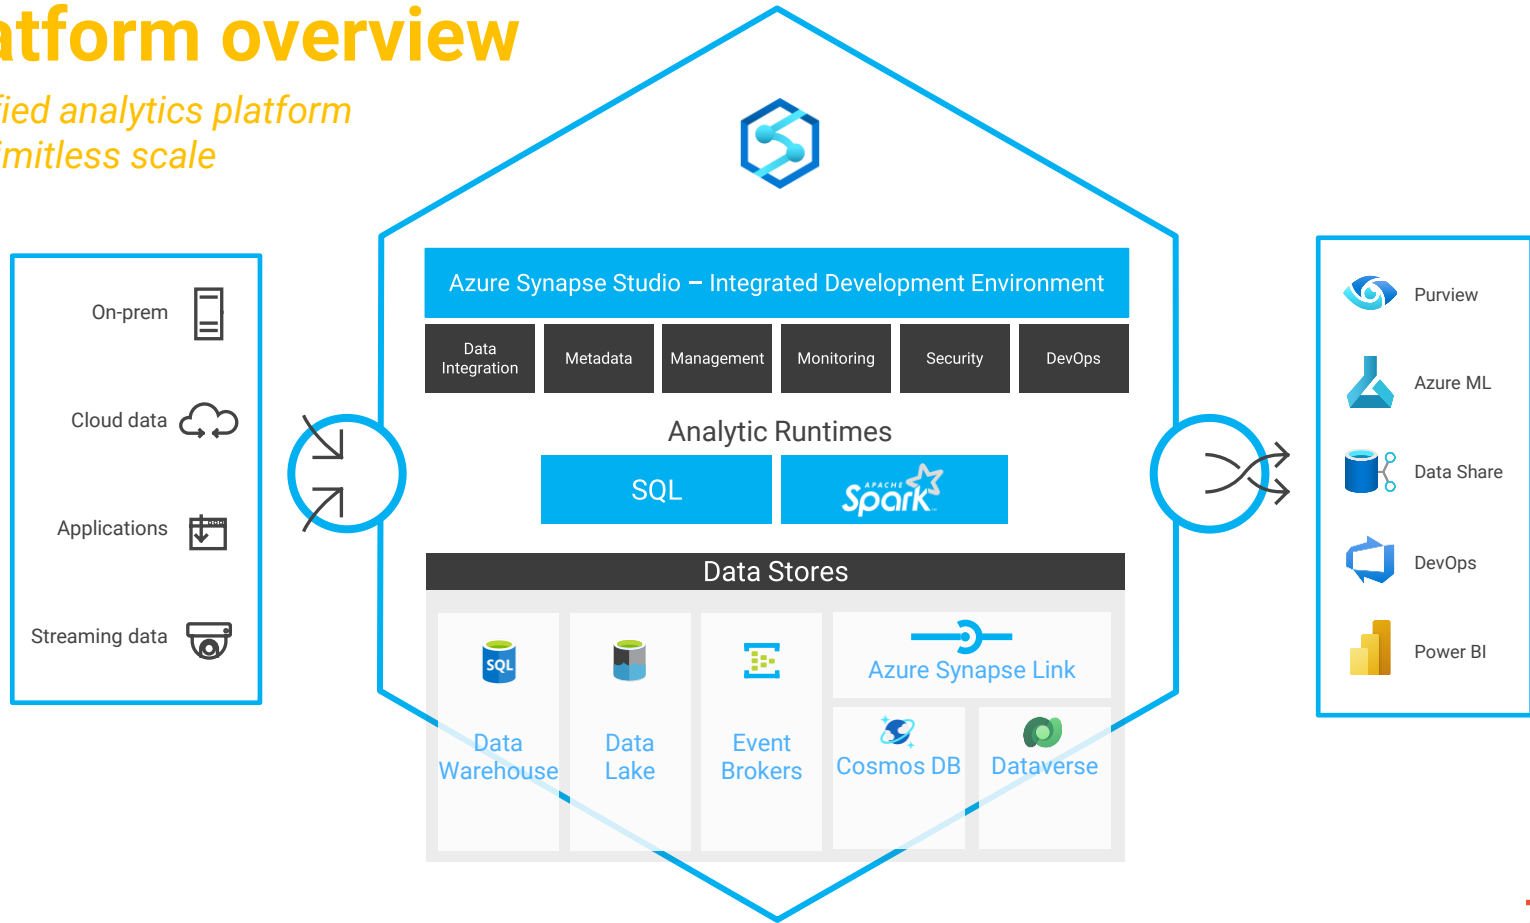 atform overview
fied analytics platform
imitless scale
On-prem
Cloud data
Applications
Streaming data
Azure Synapse Studio – Integrated Development Environment
Data
Integration
Metadata
Management
Monitoring
Security
DevOps
Analytic Runtimes
SQL
APACHE
Spark
Data Stores
SQL
Data
Warehouse
Data
Lake
Event
Brokers
Azure Synapse Link
Cosmos DB
Dataverse
Purview
Azure ML
Data Share
DevOps
Power BI